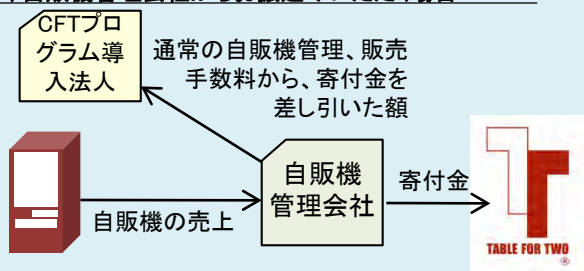 CFTプロ
グラム導
入法人
通常の自販機管理、販売
手数料から、寄付金を
差し引いた額
自販機
管理会社
寄付金
自販機の売上
TABLE FOR TWO
®